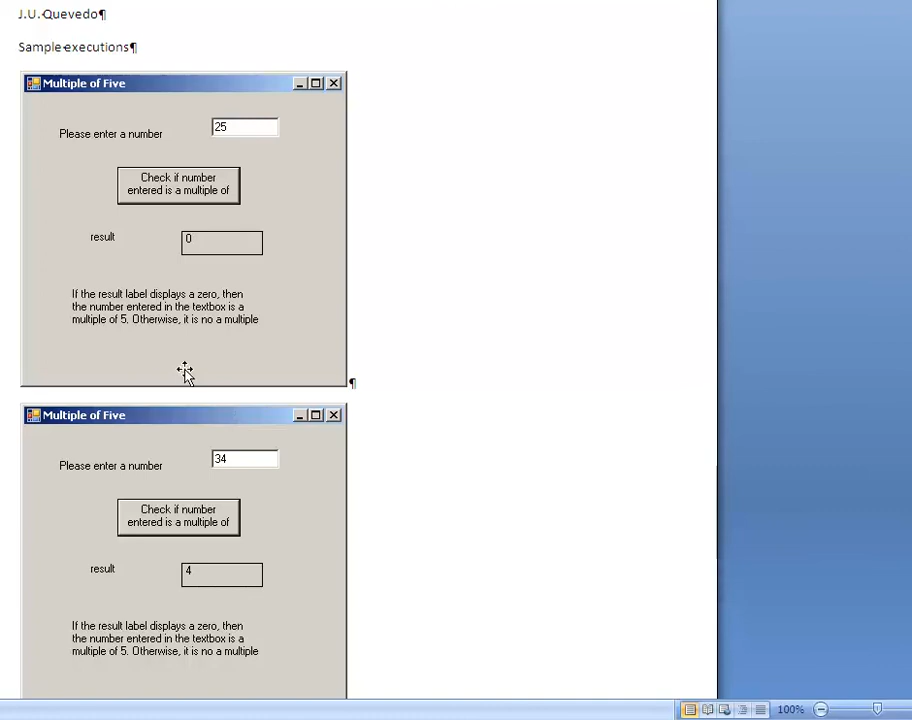 J.U.Quevedo¶
Sample·executions¶
Multiple of Five
Please enter a number
25
Check if number
entered is a multiple of
result
0
If the result label displays a zero, then
the number entered in the textbox is a
multiple of 5. Otherwise, it is no a multiple
¶
Multiple of Five
Please enter a number
34
Check if number
entered is a multiple of
result
4
If the result label displays a zero, then
the number entered in the textbox is a
multiple of 5. Otherwise, it is no a multiple
100%